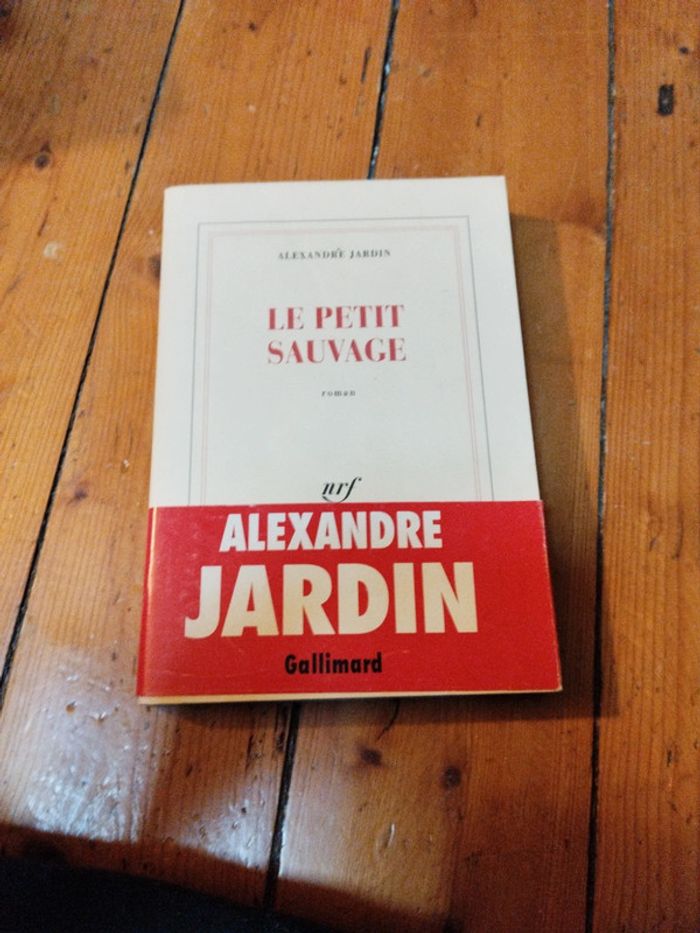 ALEXANDRE JARDIN
LE PETIT
SAUVAGE
roman
nrf
ALEXANDRE
JARDIN
Gallimard